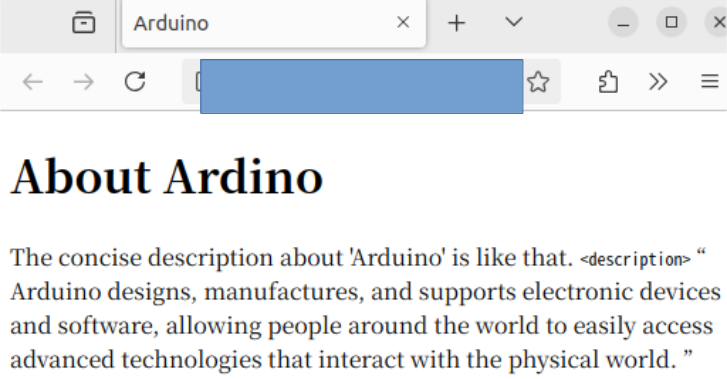 Arduino
About Ardino
The concise description about 'Arduino' is like that. <description> “
Arduino designs, manufactures, and supports electronic devices
and software, allowing people around the world to easily access
advanced technologies that interact with the physical world. ”